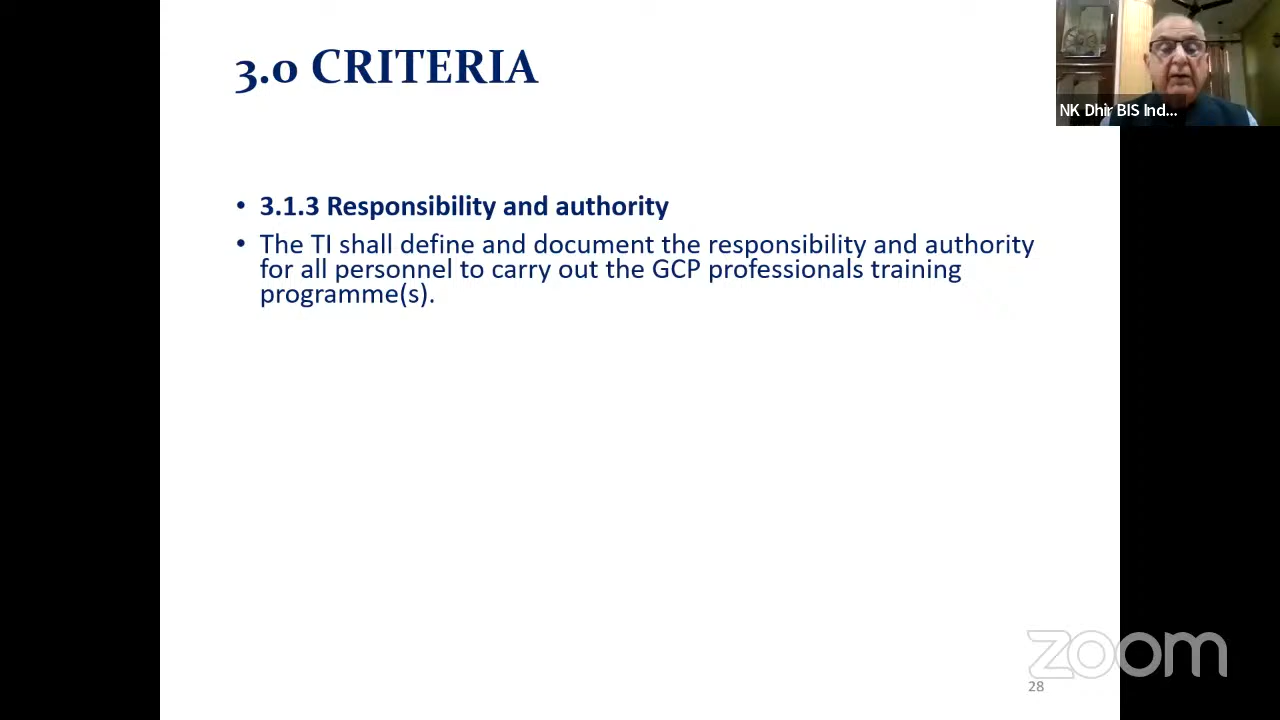 3.0 CRITERIA
NK Dhir BIS Ind...
• 3.1.3 Responsibility and authority
• The TI shall define and document the responsibility and authority
for all personnel to carry out the GCP professionals training
programme(s).
zoom
28